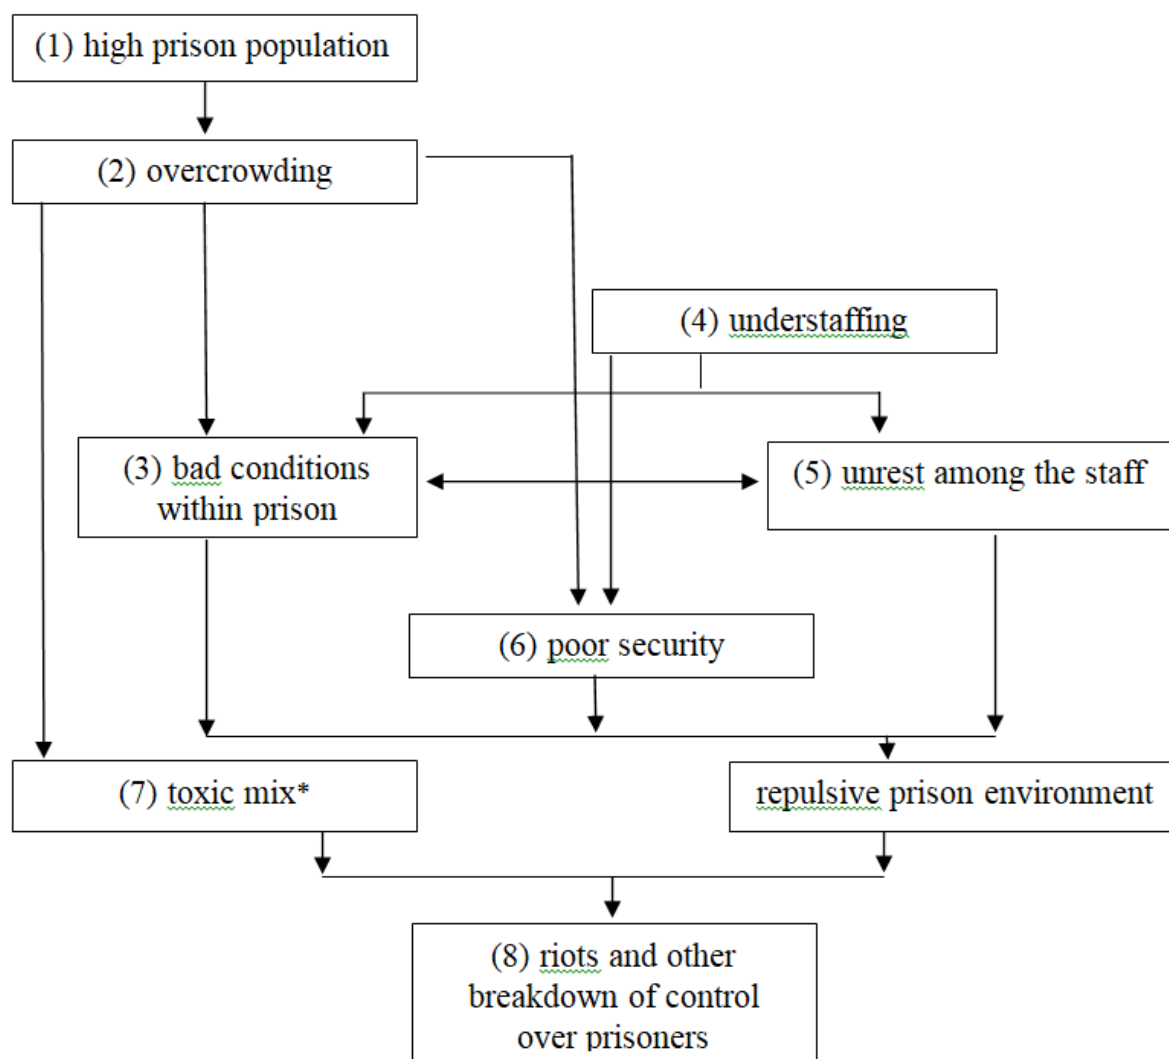 (1) high prison population
(2) overcrowding
(4) understaffing
(3) bad conditions
within prison
(5) unrest among the staff
(6) poor security
(7) toxic mix*
repulsive prison environment
(8) riots and other
breakdown of control
over prisoners